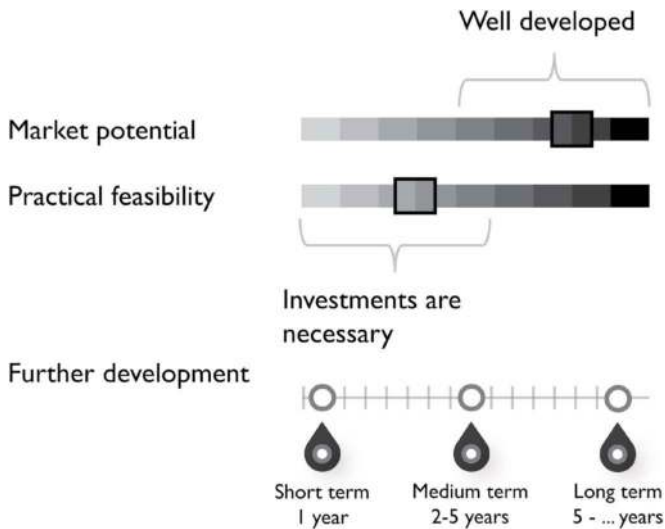 Well developed
Market potential
Practical feasibility
Investments are
necessary
Further development
Short term
1 year
Medium term
2-5 years
Long term
5 - ... years